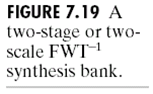 FIGURE 7.19 A
two-stage or two-
scale FWT⁻¹
synthesis bank.